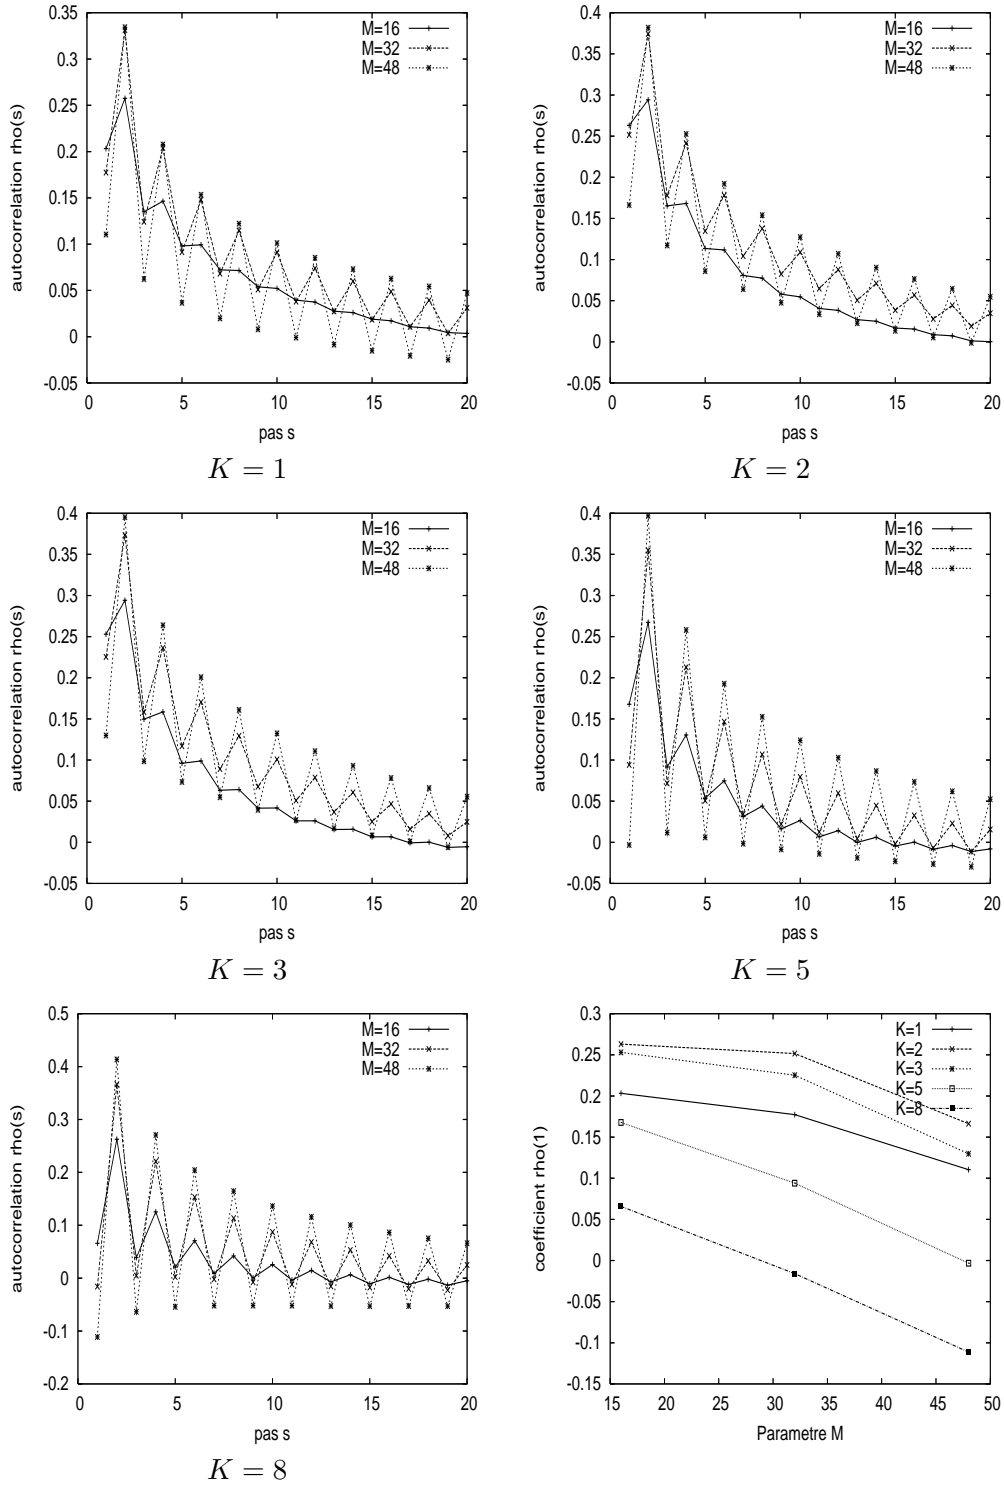 0.35
0.3
0.25
0.2
0.15
0.1
0.05
0
-0.05
0
5
10
15
20
autocorrelation rho(s)
pas s
M=16
M=32
M=48
K = 1
0.4
0.35
0.3
0.25
0.2
0.15
0.1
0.05
0
-0.05
0
5
10
15
20
autocorrelation rho(s)
pas s
M=16
M=32
M=48
K = 2
0.4
0.35
0.3
0.25
0.2
0.15
0.1
0.05
0
-0.05
0
5
10
15
20
autocorrelation rho(s)
pas s
M=16
M=32
M=48
K = 3
0.4
0.35
0.3
0.25
0.2
0.15
0.1
0.05
0
-0.05
0
5
10
15
20
autocorrelation rho(s)
pas s
M=16
M=32
M=48
K = 5
0.5
0.4
0.3
0.2
0.1
0
-0.1
-0.2
0
5
10
15
20
autocorrelation rho(s)
pas s
M=16
M=32
M=48
K = 8
0.3
0.25
0.2
0.15
0.1
0.05
0
-0.05
-0.1
-0.15
15
20
25
30
35
40
45
50
coefficient rho(1)
Parametre M
K=1
K=2
K=3
K=5
K=8